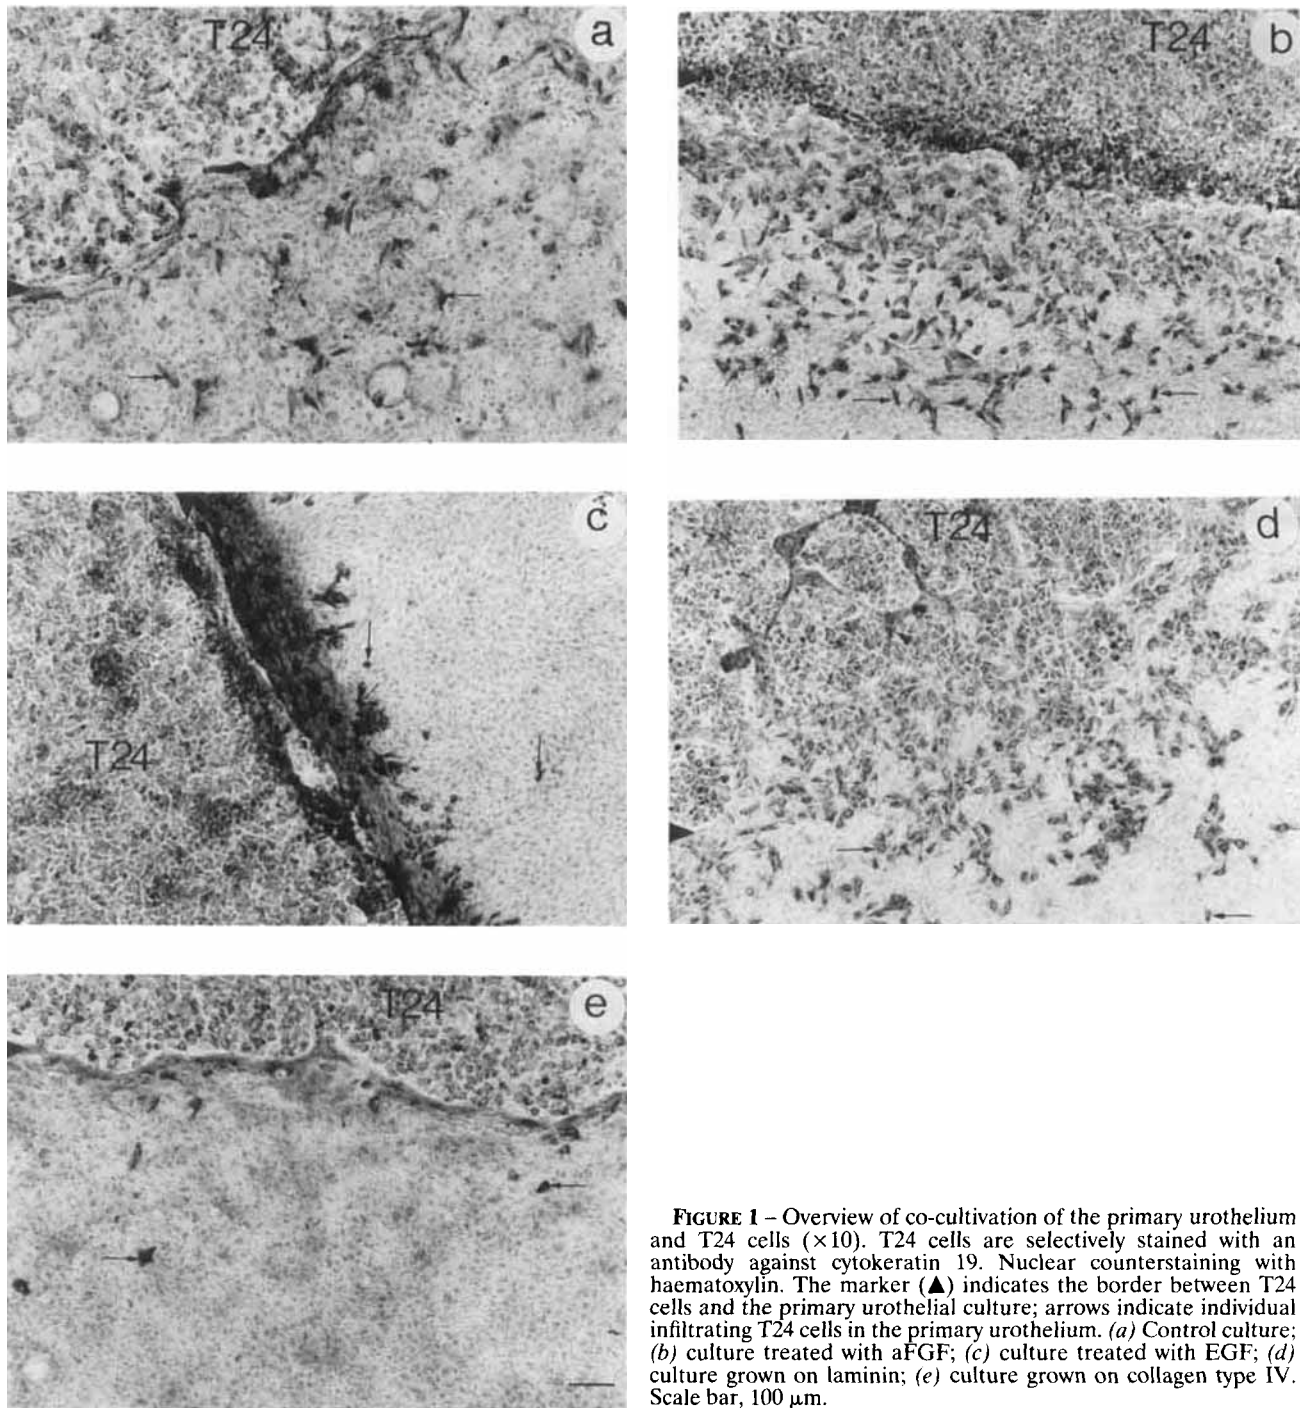 T24 a
T24 b
c
T24
T24 d
T24 e
FIGURE 1 – Overview of co-cultivation of the primary urothelium
and T24 cells (×10). T24 cells are selectively stained with an
antibody against cytokeratin 19. Nuclear counterstaining with
haematoxylin. The marker (▲) indicates the border between T24
cells and the primary urothelial culture; arrows indicate individual
infiltrating T24 cells in the primary urothelium. (a) Control culture;
(b) culture treated with aFGF; (c) culture treated with EGF; (d)
culture grown on laminin; (e) culture grown on collagen type IV.
Scale bar, 100 μm.